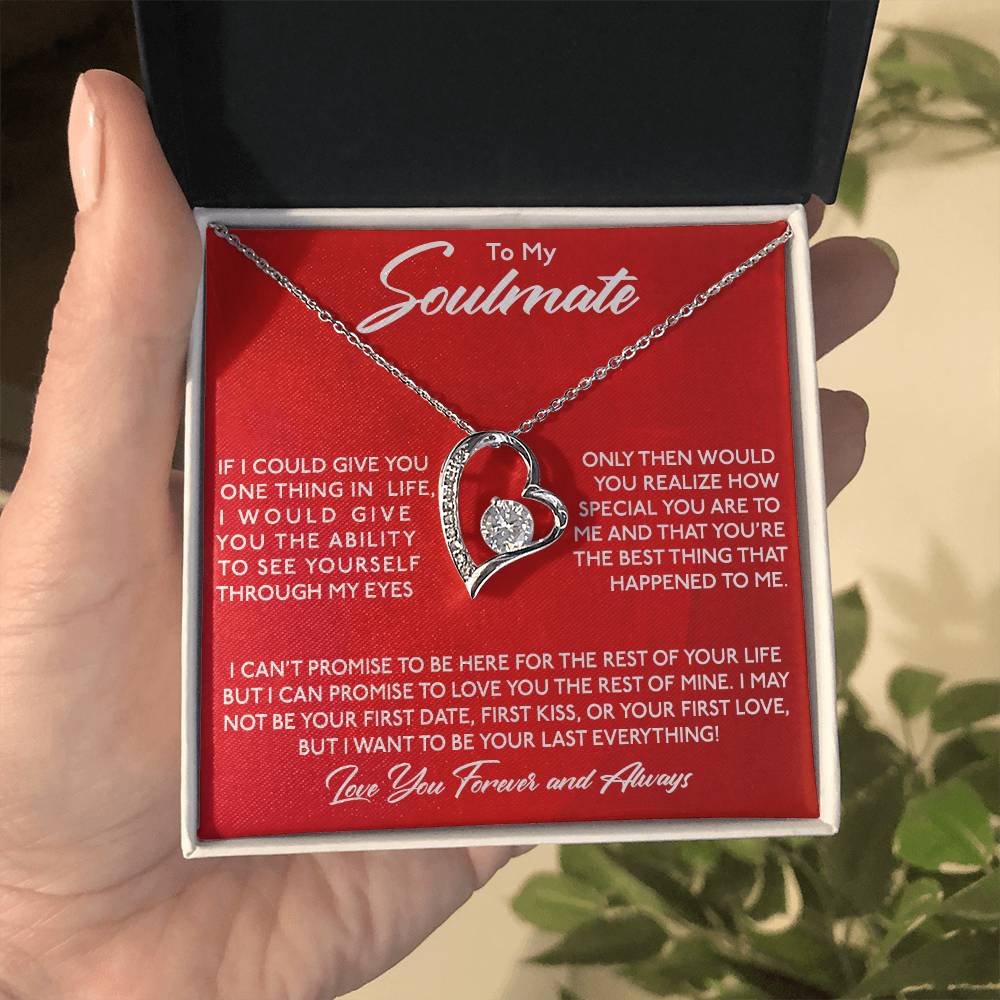 To My
Soulmate
IF I COULD GIVE YOU
ONE THING IN LIFE,
I WOULD GIVE
YOU THE ABILITY
TO SEE YOURSELF
THROUGH MY EYES
ONLY THEN WOULD
YOU REALIZE HOW
SPECIAL YOU ARE TO
ME AND THAT YOU'RE
THE BEST THING THAT
HAPPENED TO ME.
I CAN'T PROMISE TO BE HERE FOR THE REST OF YOUR LIFE
BUT I CAN PROMISE TO LOVE YOU THE REST OF MINE. I MAY
NOT BE YOUR FIRST DATE, FIRST KISS, OR YOUR FIRST LOVE,
BUT I WANT TO BE YOUR LAST EVERYTHING!
Love You Forever and Always